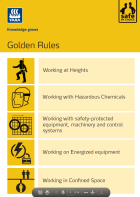 YARA
Knowledge grows
Golden Rules
Working at Heights
Working with Hazardous Chemicals
Working with safety-protected
equipment, machinery and control
systems
Working on Energized equipment
Working in Confined Space